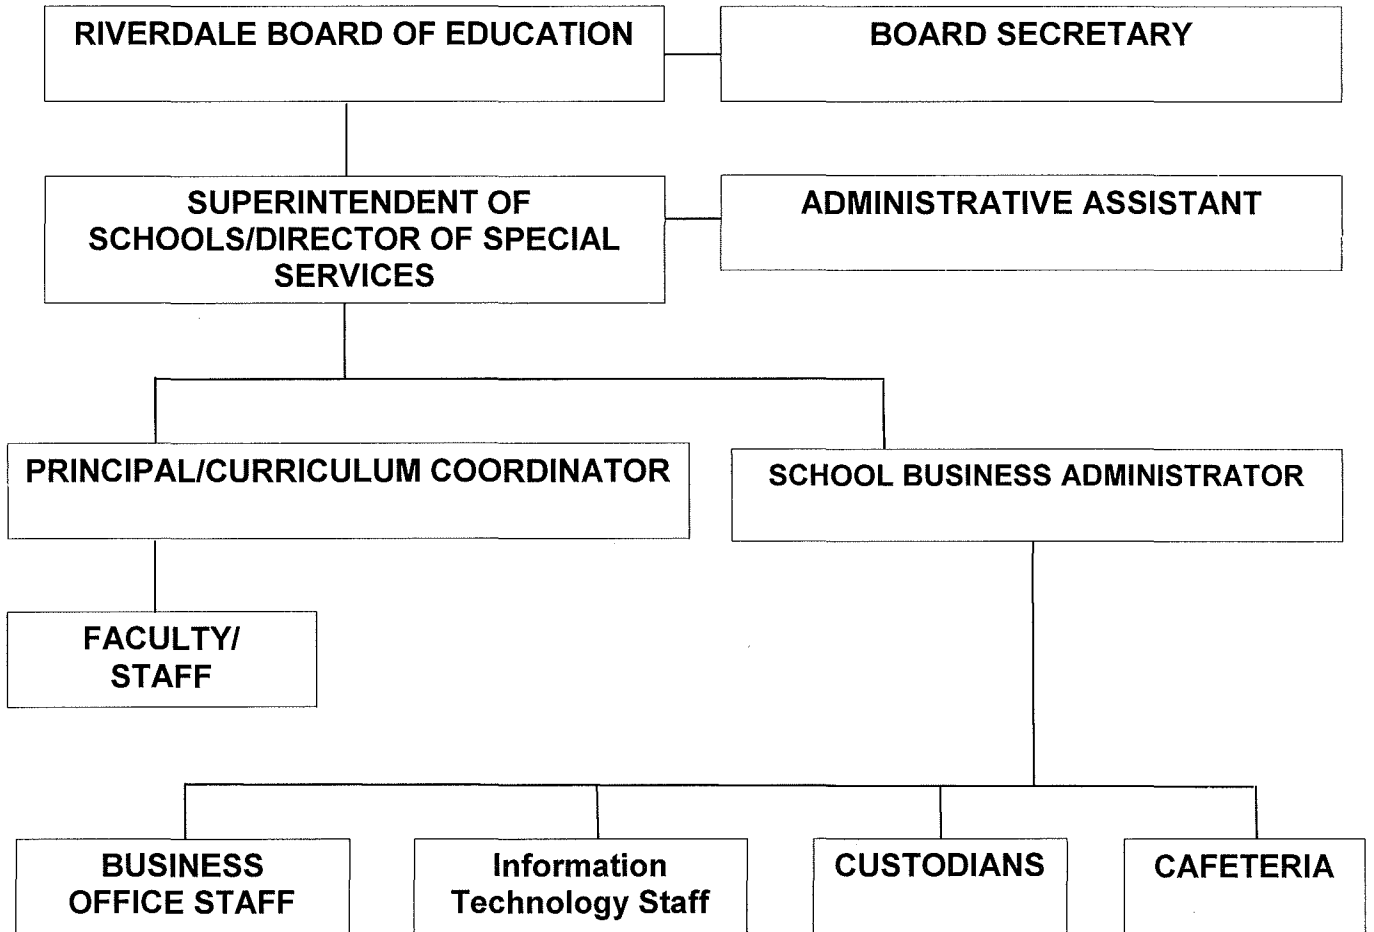 RIVERDALE BOARD OF EDUCATION
BOARD SECRETARY
SUPERINTENDENT OF
SCHOOLS/DIRECTOR OF SPECIAL
SERVICES
ADMINISTRATIVE ASSISTANT
PRINCIPAL/CURRICULUM COORDINATOR
SCHOOL BUSINESS ADMINISTRATOR
FACULTY/
STAFF
BUSINESS
OFFICE STAFF
Information
Technology Staff
CUSTODIANS
CAFETERIA